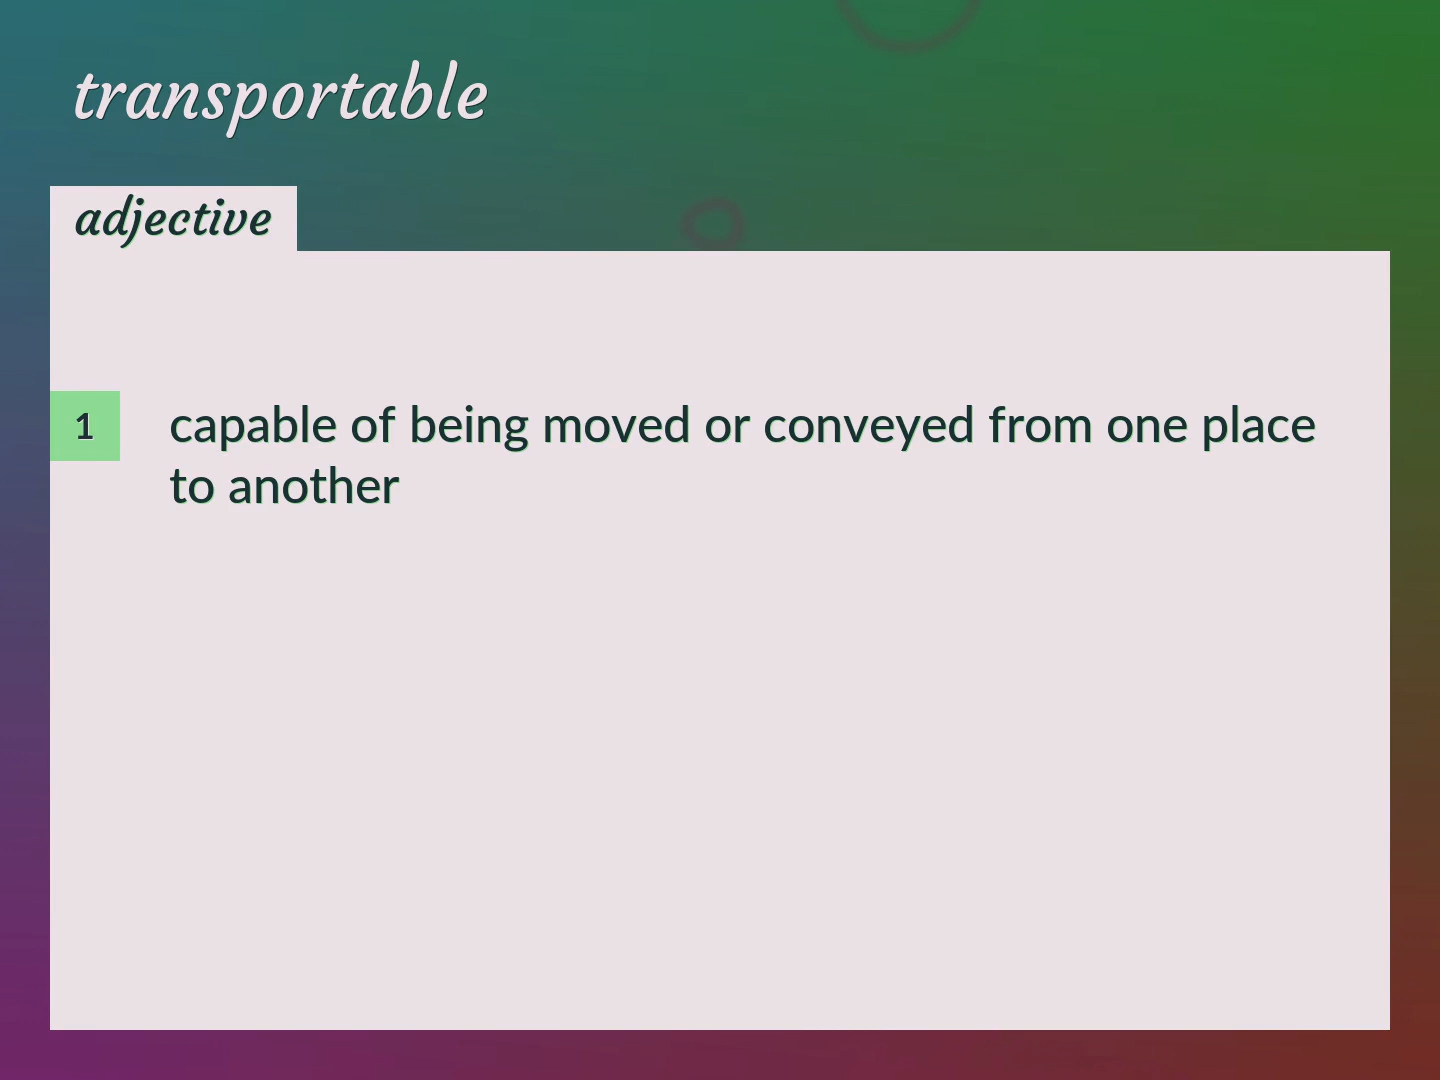 transportable
adjective
1
capable of being moved or conveyed from one place
to another